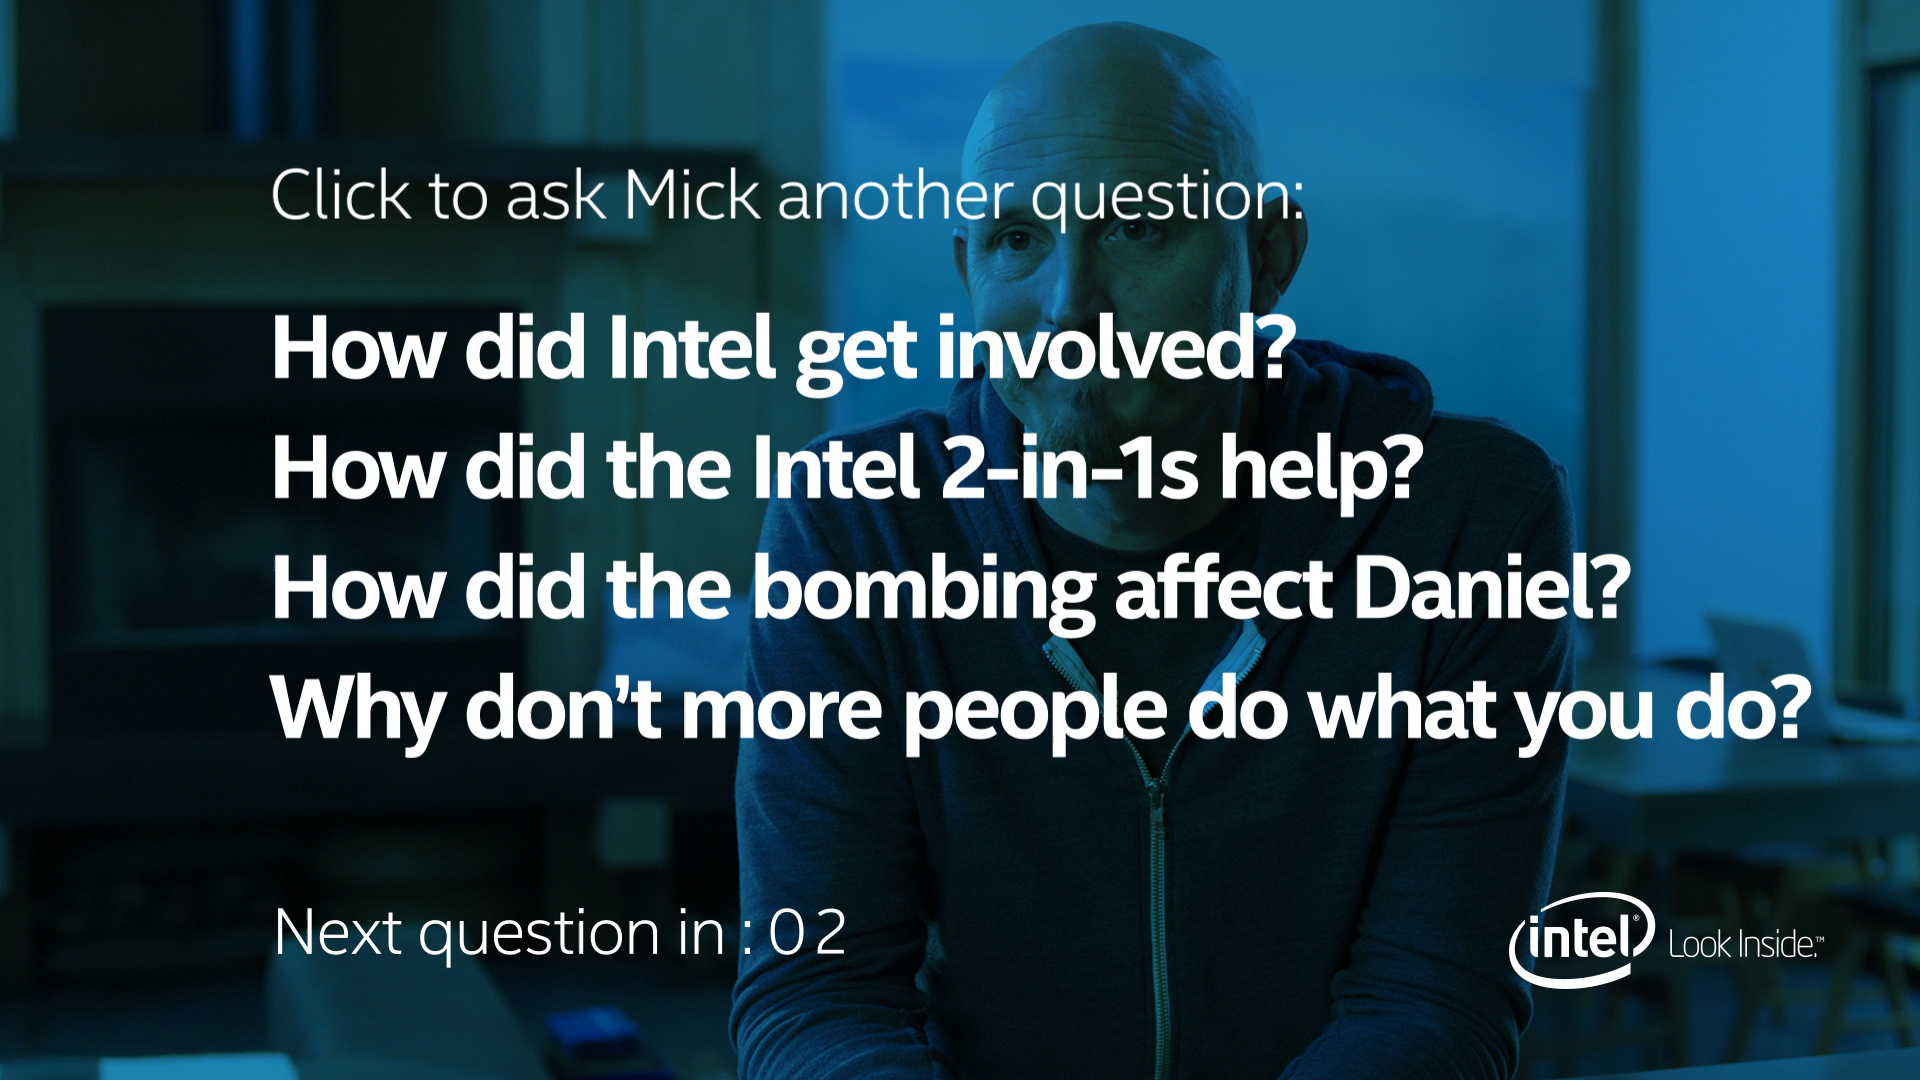 Click to ask Mick another question:
How did Intel get involved?
How did the Intel 2-in-1s help?
How did the bombing affect Daniel?
Why don’t more people do what you do?
Next question in : 02
intel® Look Inside.™